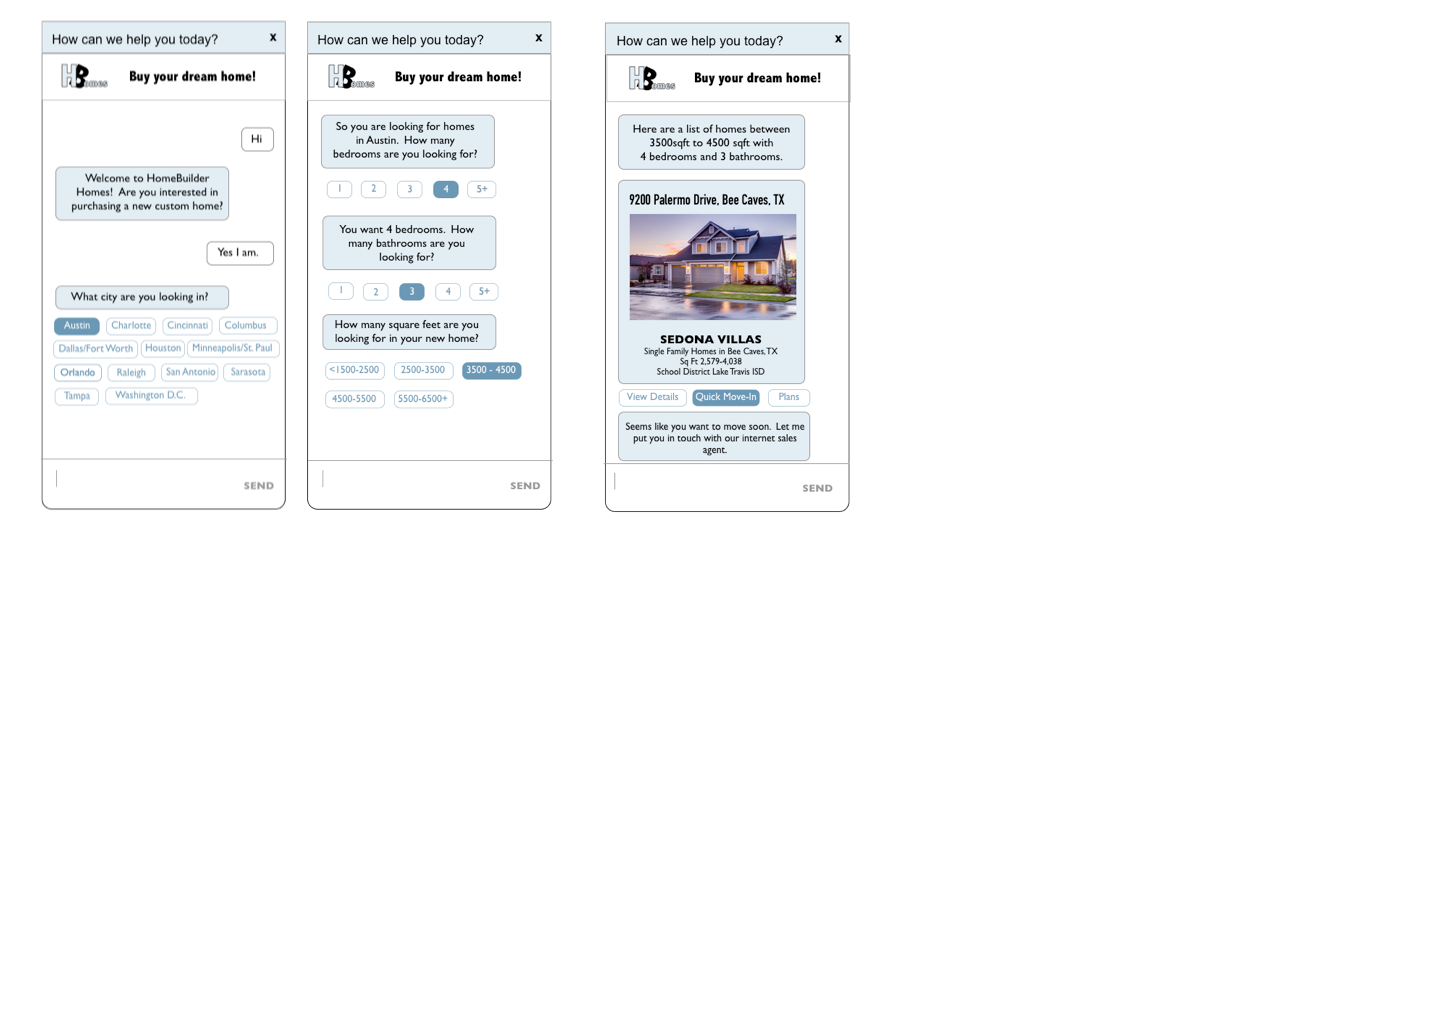 How can we help you today?
x
HBomes
Buy your dream home!
Hi
Welcome to HomeBuilder
Homes! Are you interested in
purchasing a new custom home?
Yes I am.
What city are you looking in?
Austin Charlotte Cincinnati Columbus
Dallas/Fort Worth Houston Minneapolis/St. Paul
Orlando Raleigh San Antonio Sarasota
Tampa Washington D.C.
SEND
How can we help you today?
x
HBomes
Buy your dream home!
So you are looking for homes
in Austin. How many
bedrooms are you looking for?
1 2 3 4 5+
You want 4 bedrooms. How
many bathrooms are you
looking for?
1 2 3 4 5+
How many square feet are you
looking for in your new home?
<1500-2500 2500-3500 3500 - 4500
4500-5500 5500-6500+
SEND
How can we help you today?
x
HBomes
Buy your dream home!
Here are a list of homes between
3500sqft to 4500 sqft with
4 bedrooms and 3 bathrooms.
9200 Palermo Drive, Bee Caves, TX
SEDONA VILLAS
Single Family Homes in Bee Caves, TX
Sq Ft 2,579-4,038
School District Lake Travis ISD
View Details Quick Move-In Plans
Seems like you want to move soon. Let me
put you in touch with our internet sales
agent.
SEND